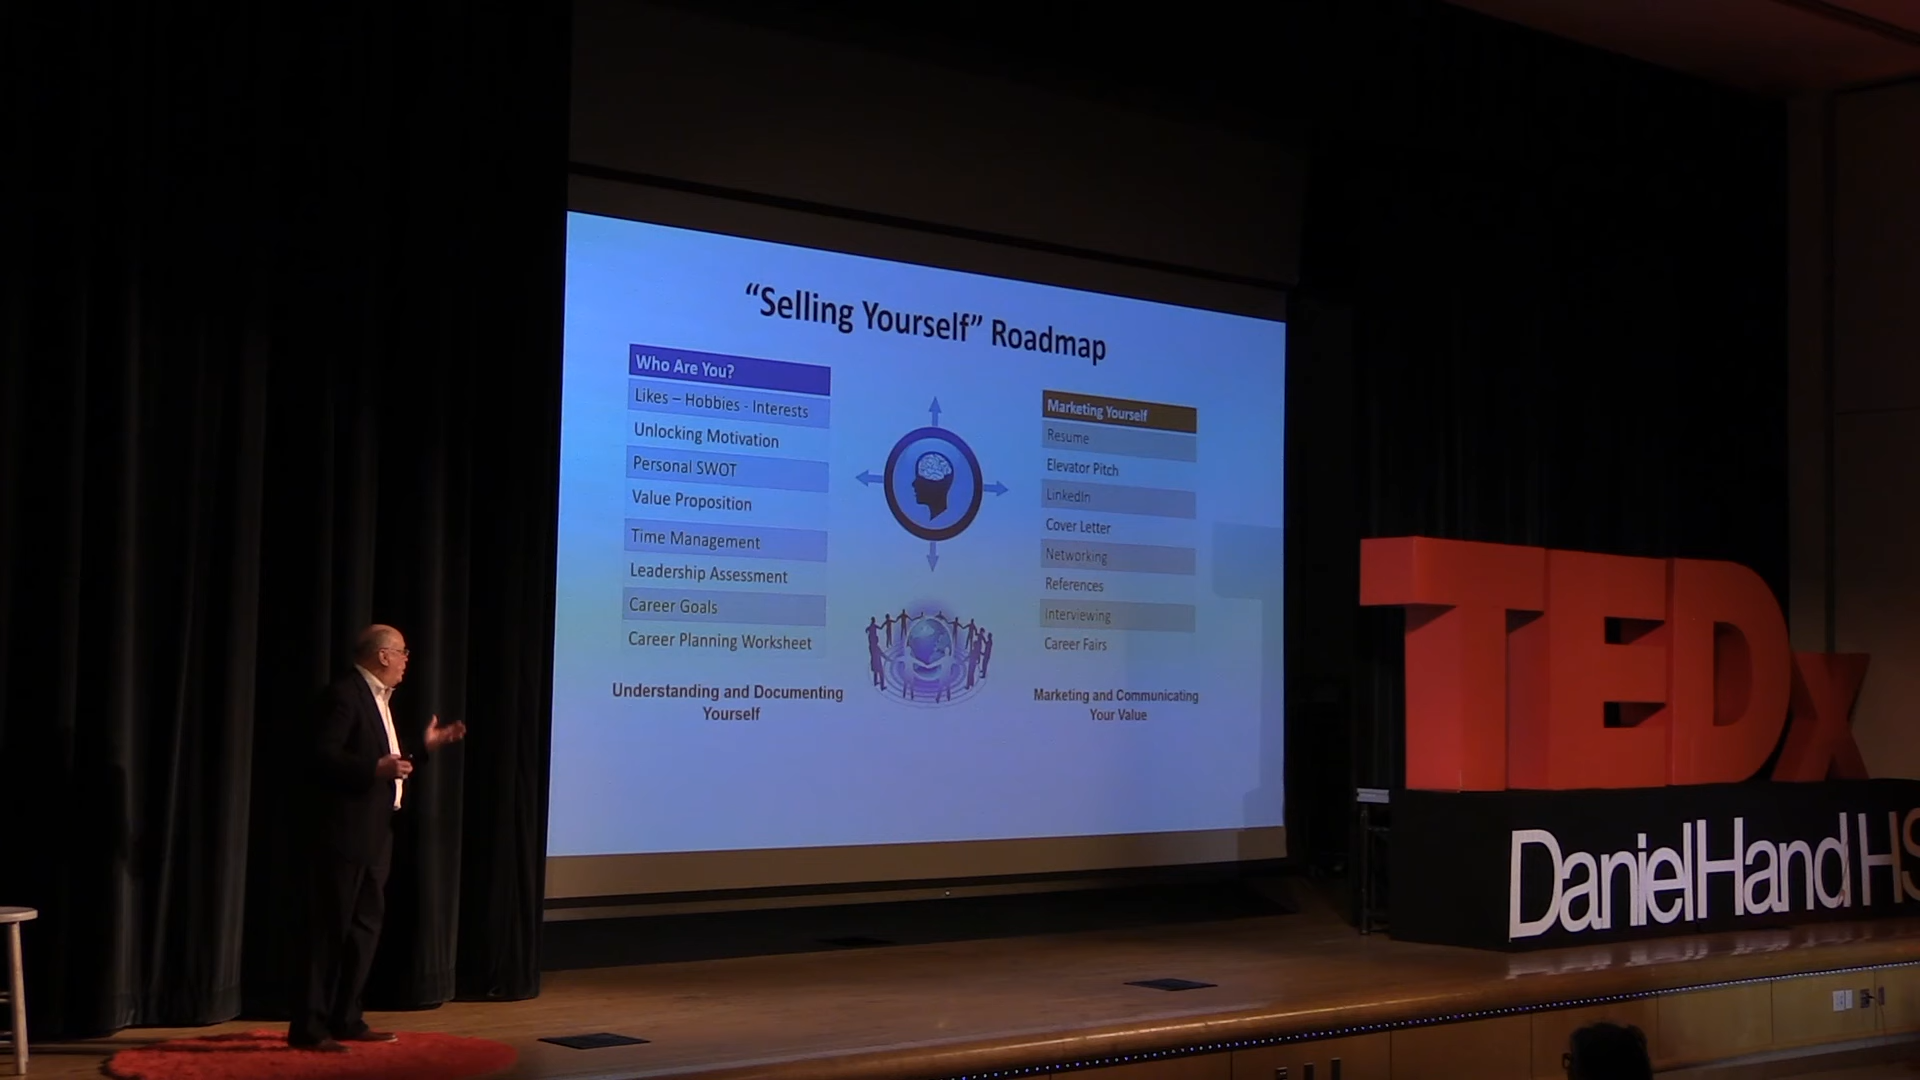 “Selling Yourself” Roadmap
Who Are You?
Likes – Hobbies - Interests
Unlocking Motivation
Personal SWOT
Value Proposition
Time Management
Leadership Assessment
Career Goals
Career Planning Worksheet
Understanding and Documenting
Yourself
Marketing Yourself
Resume
Elevator Pitch
LinkedIn
Cover Letter
Networking
References
Interviewing
Career Fairs
Marketing and Communicating
Your Value
TEDx
DanielHand HS